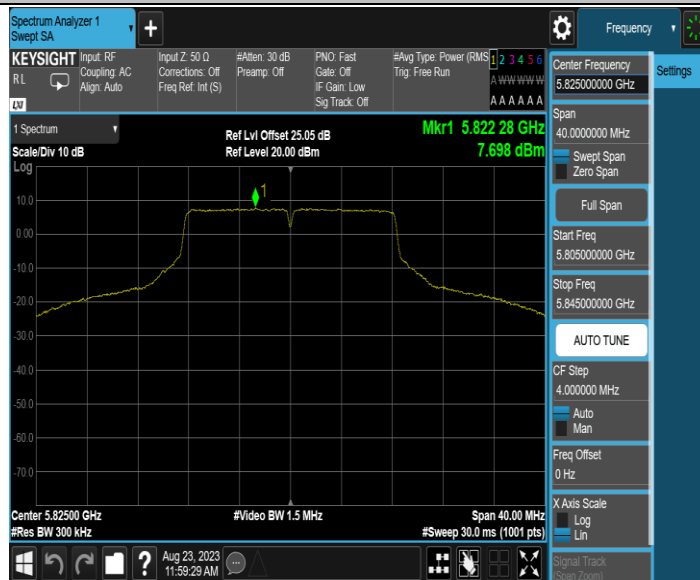 Spectrum Analyzer 1
Swept SA
+
Frequency
KEYSIGHT
RL
LXI
Input: RF
Coupling: AC
Align: Auto
Input Z: 50 Ω
Corrections: Off
Freq Ref: Int (S)
#Atten: 30 dB
Preamp: Off
PNO: Fast
Gate: Off
IF Gain: Low
Sig Track: Off
#Avg Type: Power (RMS
Trig: Free Run
1 2 3 4 5 6
A W W W W W
A A A A A A
Settings
Center Frequency
5.825000000 GHz
Span
40.0000000 MHz
Swept Span
Zero Span
Full Span
Start Freq
5.805000000 GHz
Stop Freq
5.845000000 GHz
AUTO TUNE
CF Step
4.000000 MHz
Auto
Man
Freq Offset
0 Hz
X Axis Scale
Log
Lin
Signal Track
(Span Zoom)
1 Spectrum
Scale/Div 10 dB
Log
Ref Lvl Offset 25.05 dB
Ref Level 20.00 dBm
Mkr1 5.822 28 GHz
7.698 dBm
1
10.0
0.00
-10.0
-20.0
-30.0
-40.0
-50.0
-60.0
-70.0
Center 5.82500 GHz
#Res BW 300 kHz
#Video BW 1.5 MHz
Span 40.00 MHz
#Sweep 30.0 ms (1001 pts)
?
Aug 23, 2023
11:59:29 AM